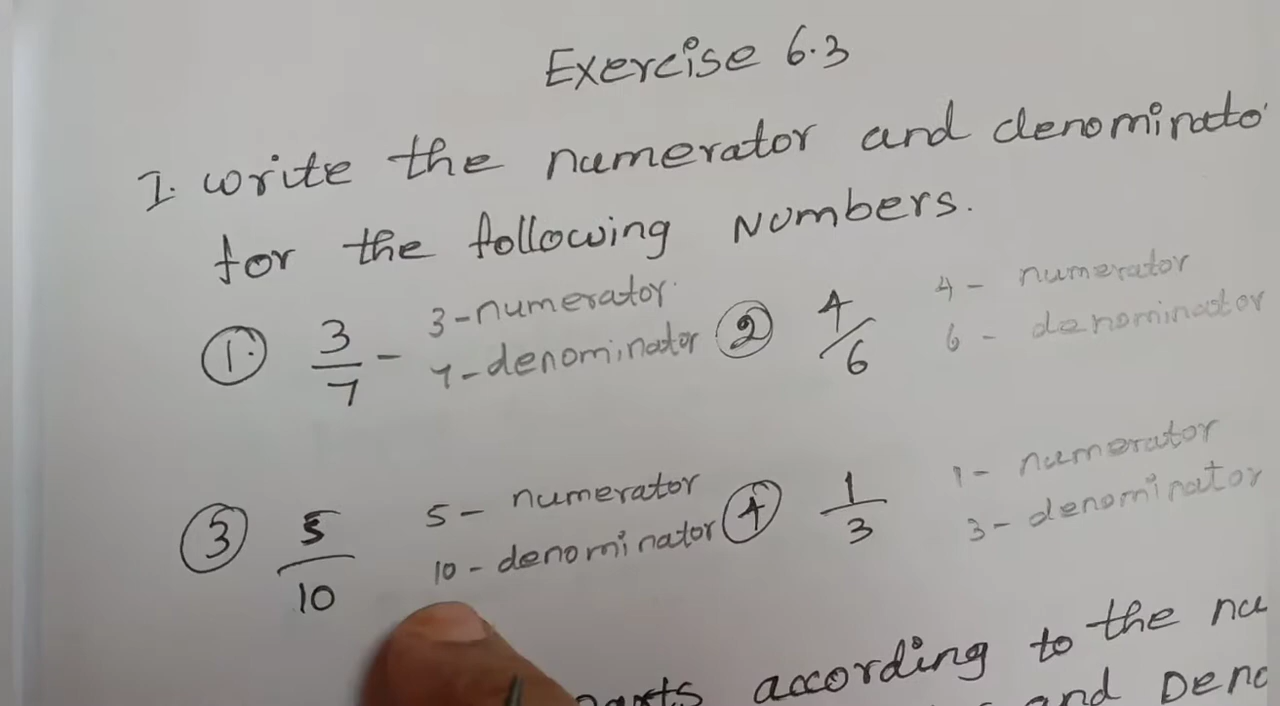 Exercise 6.3
I. write the numerator and denominato
for the following Numbers.
① 3/7 - 3-numerator
7-denominator
② 4/6 4- numerator
6- denominator
③ 5/10 5- numerator
10- denominator
④ 1/3 1- numerator
3- denominator
parts according to the nu
and Deno